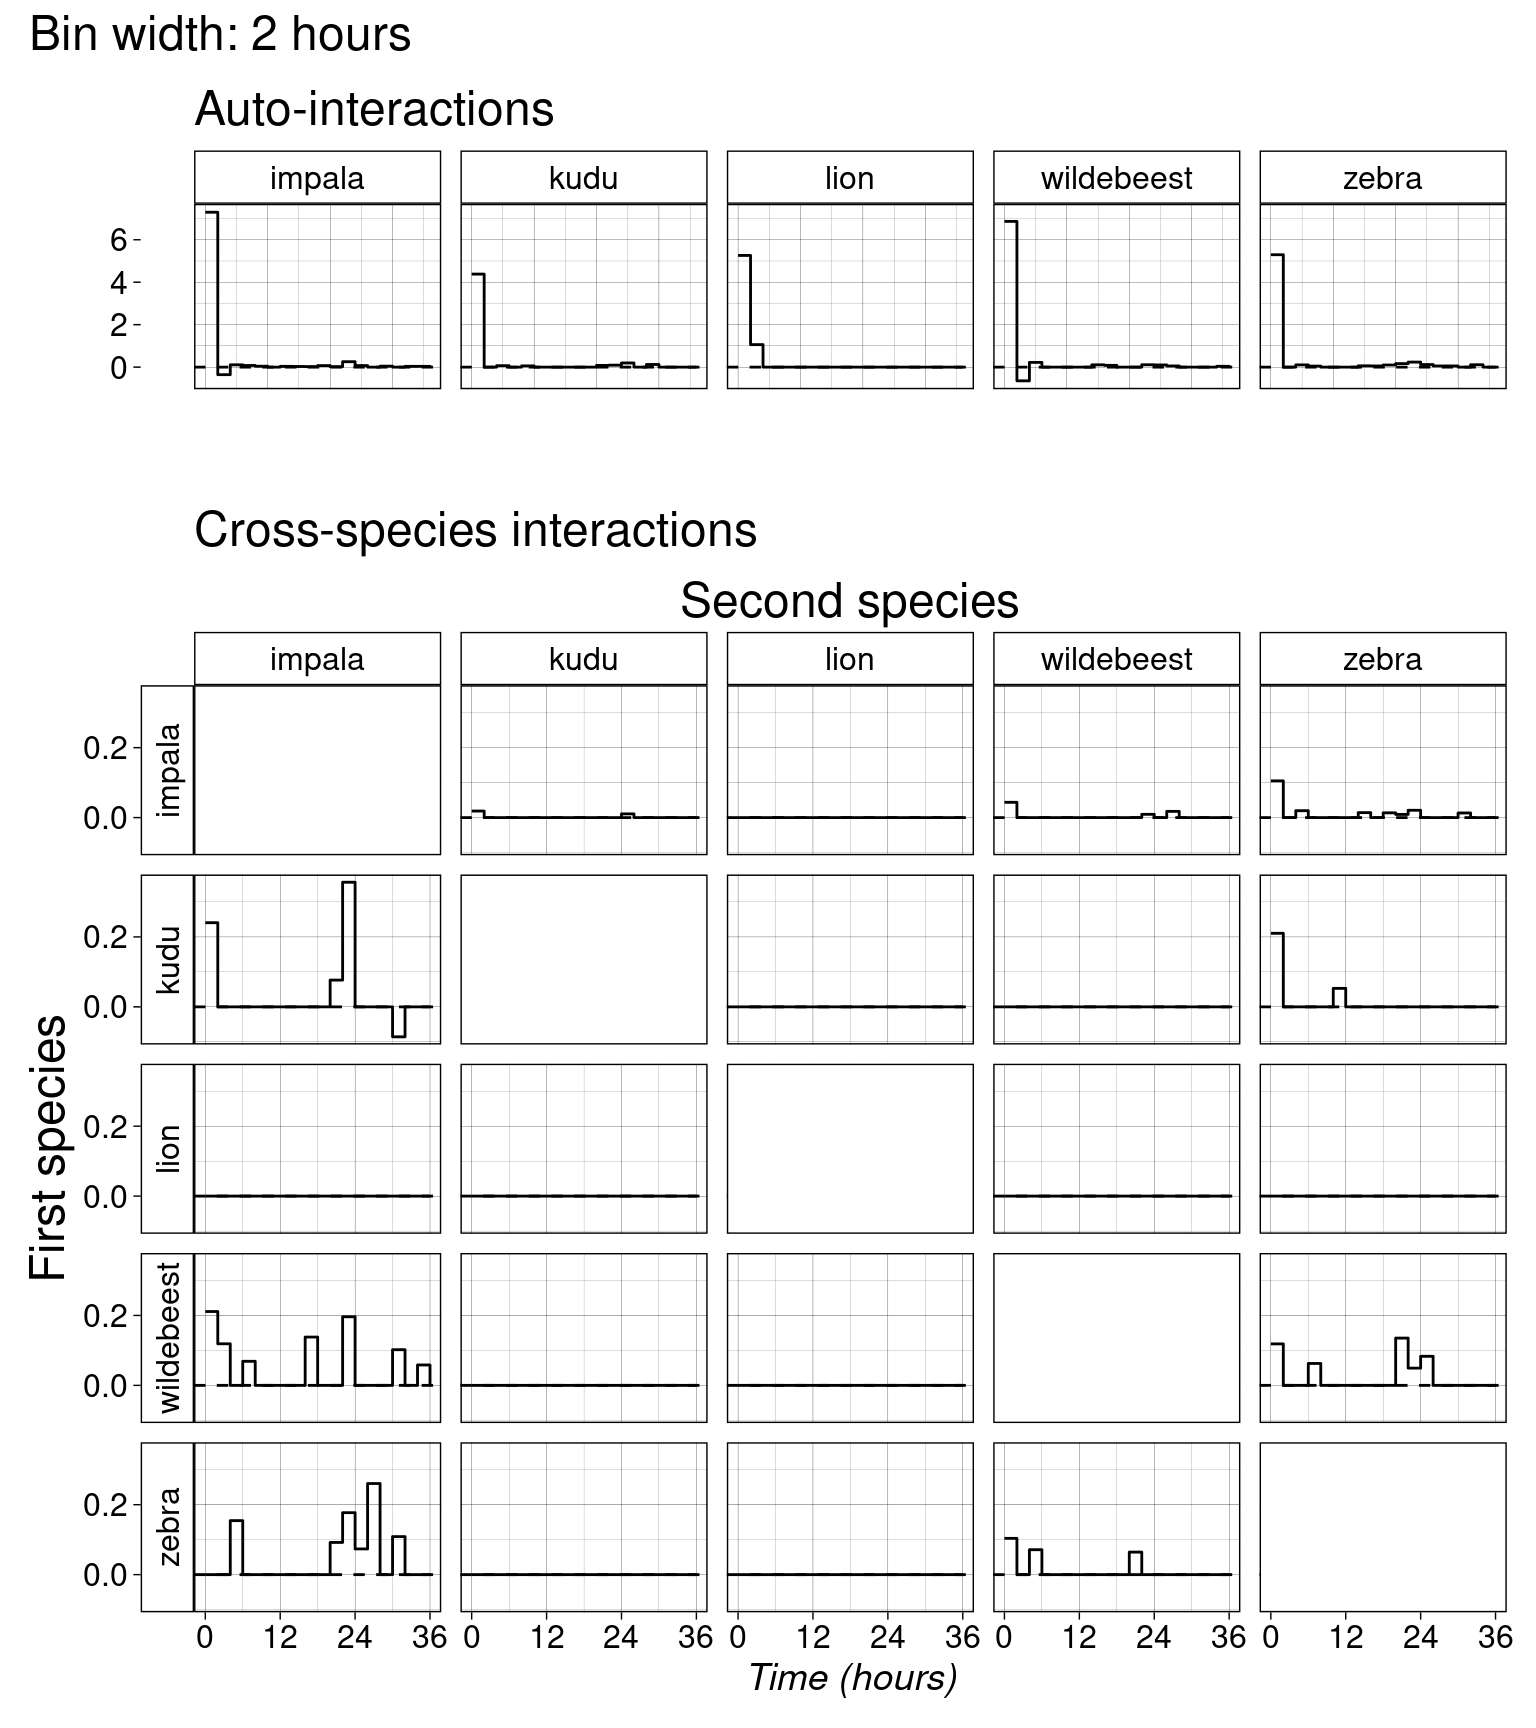 Bin width: 2 hours
Auto-interactions
impala kudu lion wildebeest zebra
6
4
2
0
Cross-species interactions
Second species
impala kudu lion wildebeest zebra
First species
impala
0.2
0.0
kudu
0.2
0.0
lion
0.2
0.0
wildebeest
0.2
0.0
zebra
0.2
0.0
0 12 24 36 0 12 24 36 0 12 24 36 0 12 24 36 0 12 24 36
Time (hours)